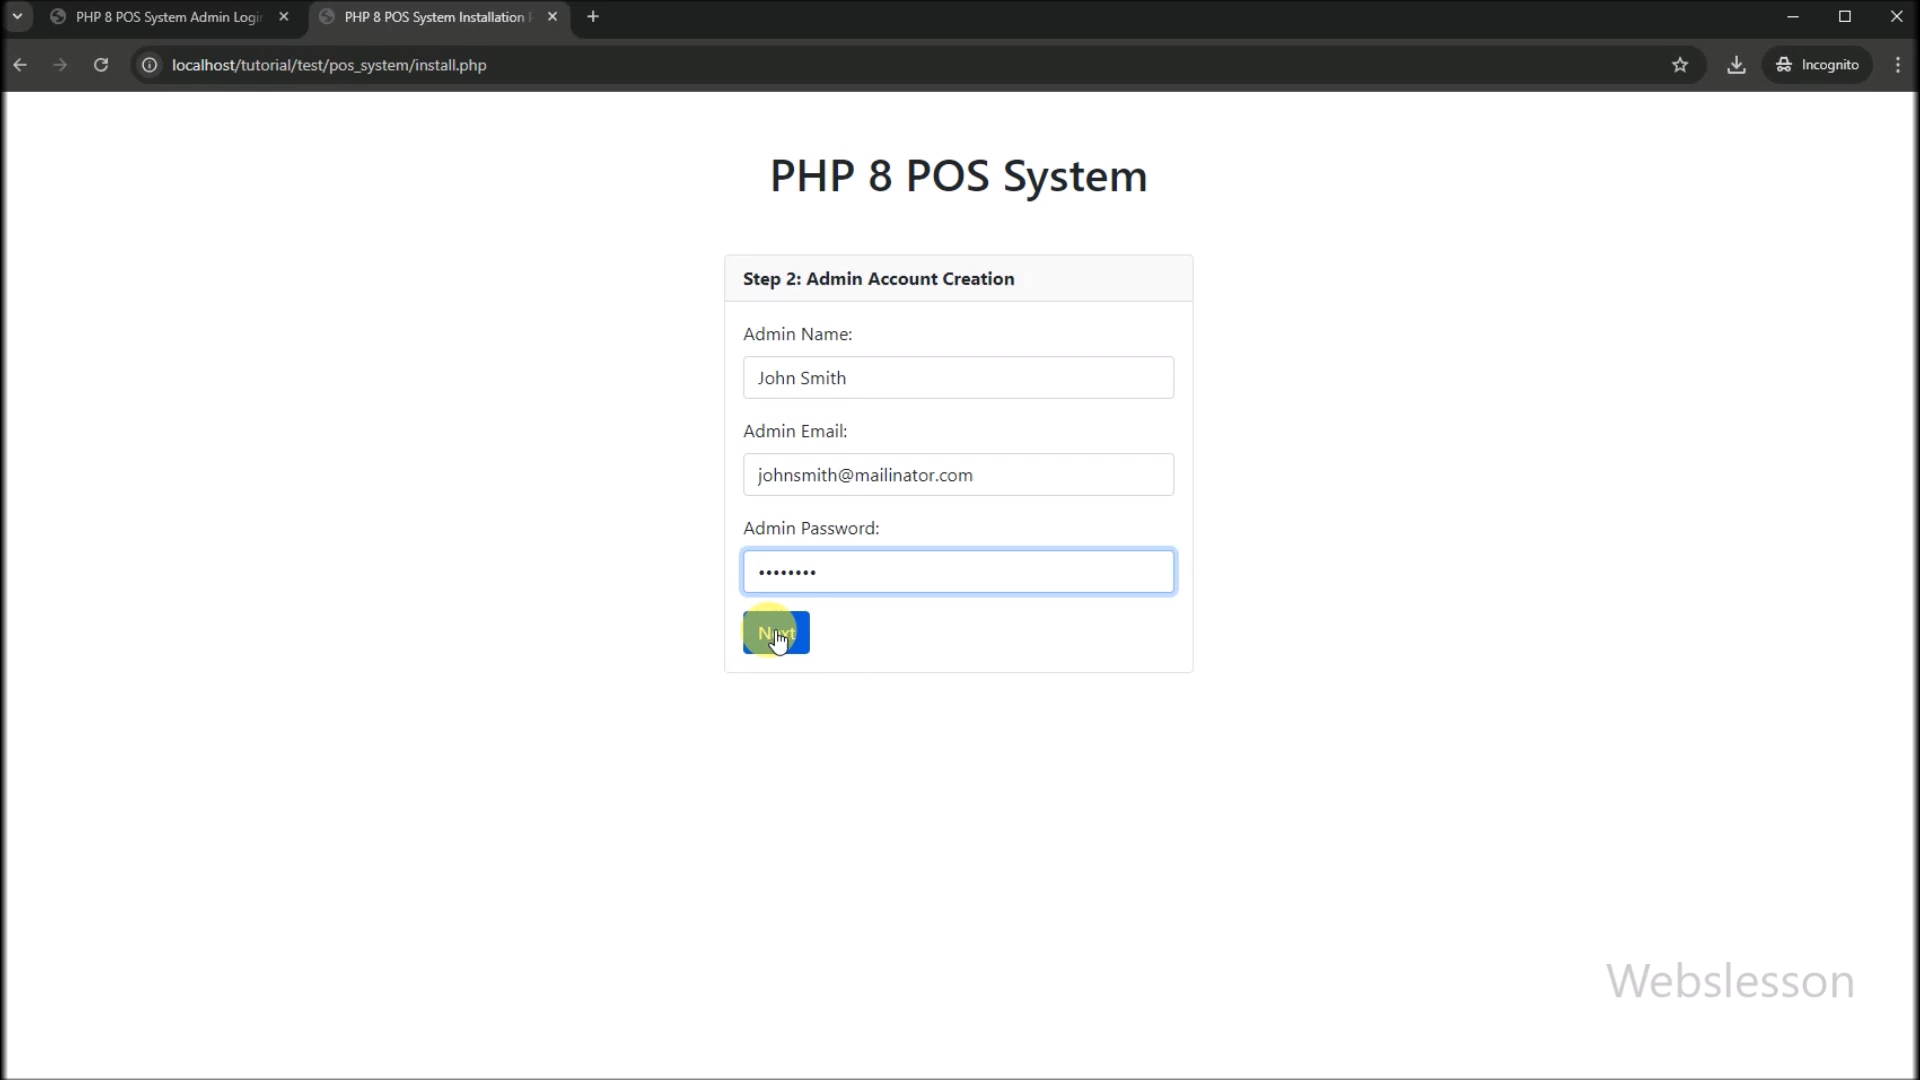 PHP 8 POS System Admin Logi
PHP 8 POS System Installation
localhost/tutorial/test/pos_system/install.php
Incognito
PHP 8 POS System
Step 2: Admin Account Creation
Admin Name:
John Smith
Admin Email:
johnsmith@mailinator.com
Admin Password:
••••••••
Next
Webslesson